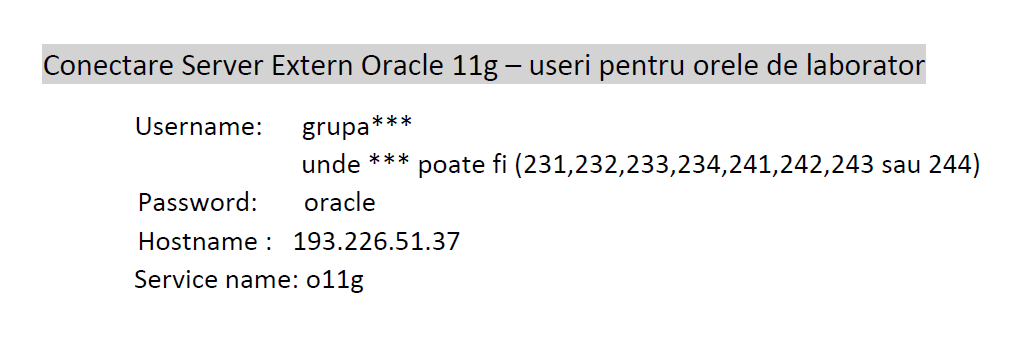 Conectare Server Extern Oracle 11g – useri pentru orele de laborator
Username: grupa***
unde *** poate fi (231,232,233,234,241,242,243 sau 244)
Password: oracle
Hostname : 193.226.51.37
Service name: o11g